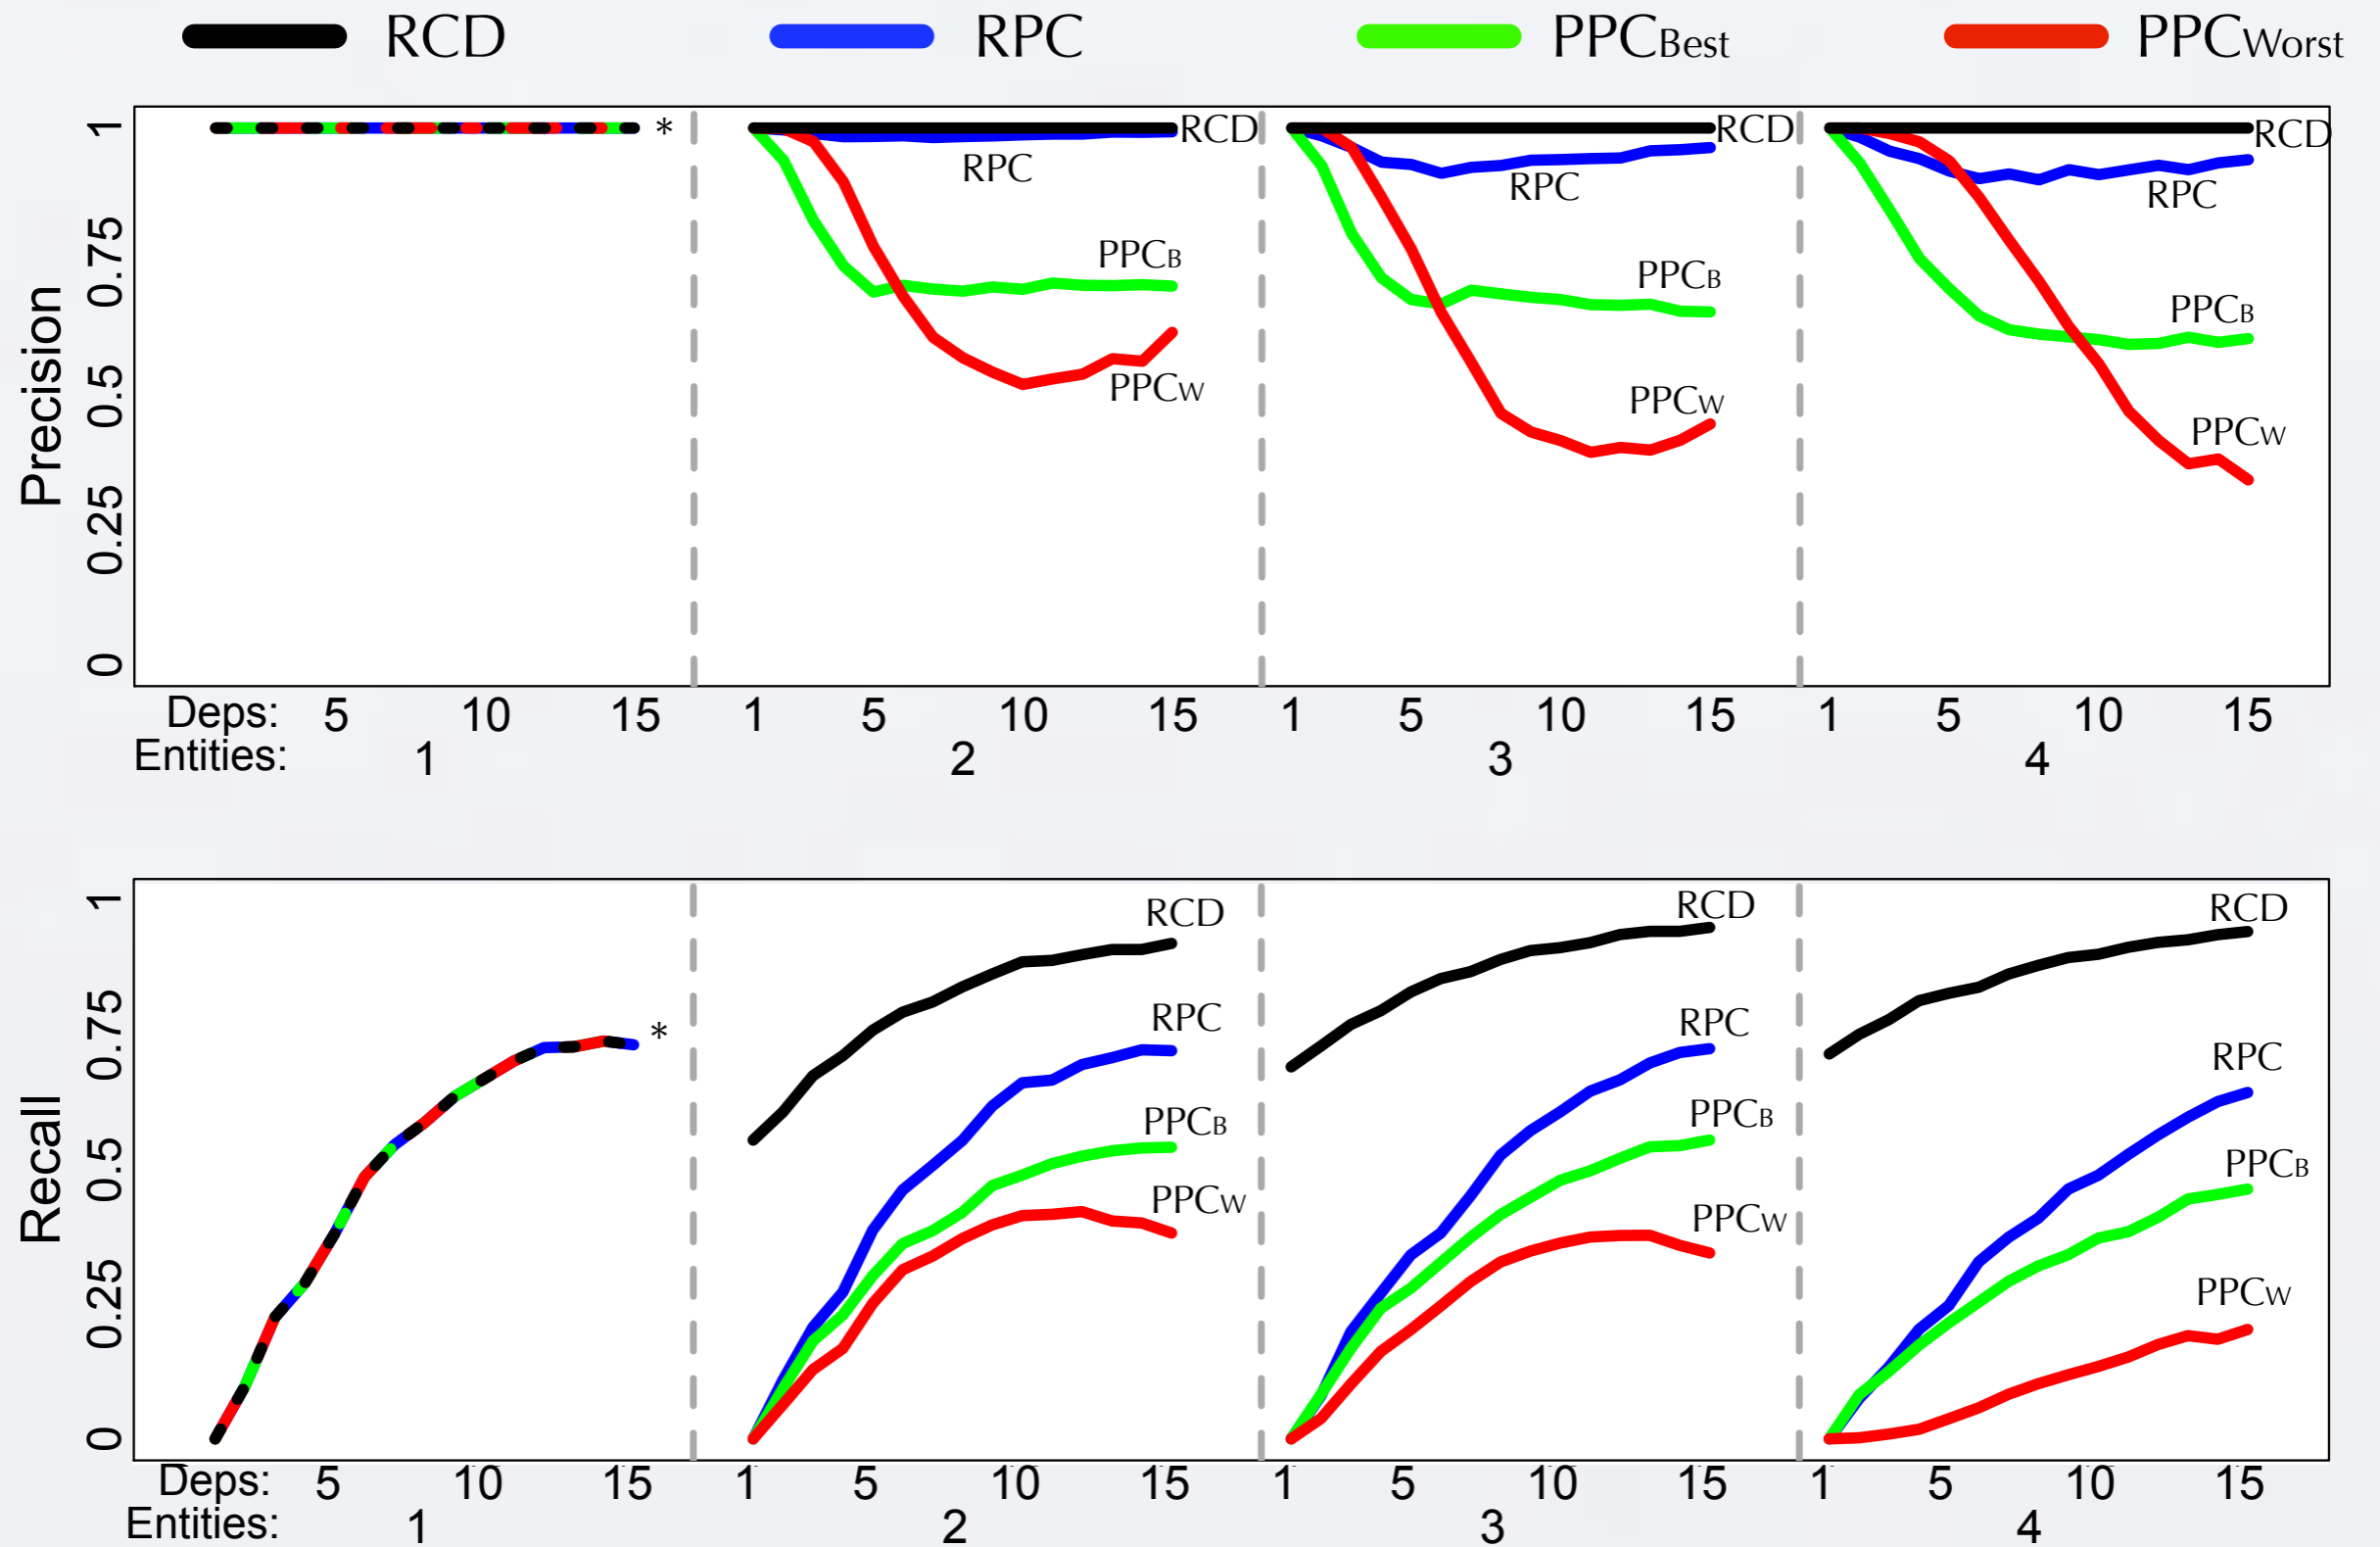 RCD RPC PPCBest PPCWorst
Precision
1
0.75
0.5
0.25
0
*
RCD
RPC
PPCB
PPCW
RCD
RPC
PPCB
PPCW
RCD
RPC
PPCB
PPCW
Deps: 5 10 15 1 5 10 15 1 5 10 15 1 5 10 15
Entities: 1 2 3 4
Recall
1
0.75
0.5
0.25
0
*
RCD
RPC
PPCB
PPCW
RCD
RPC
PPCB
PPCW
RCD
RPC
PPCB
PPCW
Deps: 5 10 15 1 5 10 15 1 5 10 15 1 5 10 15
Entities: 1 2 3 4